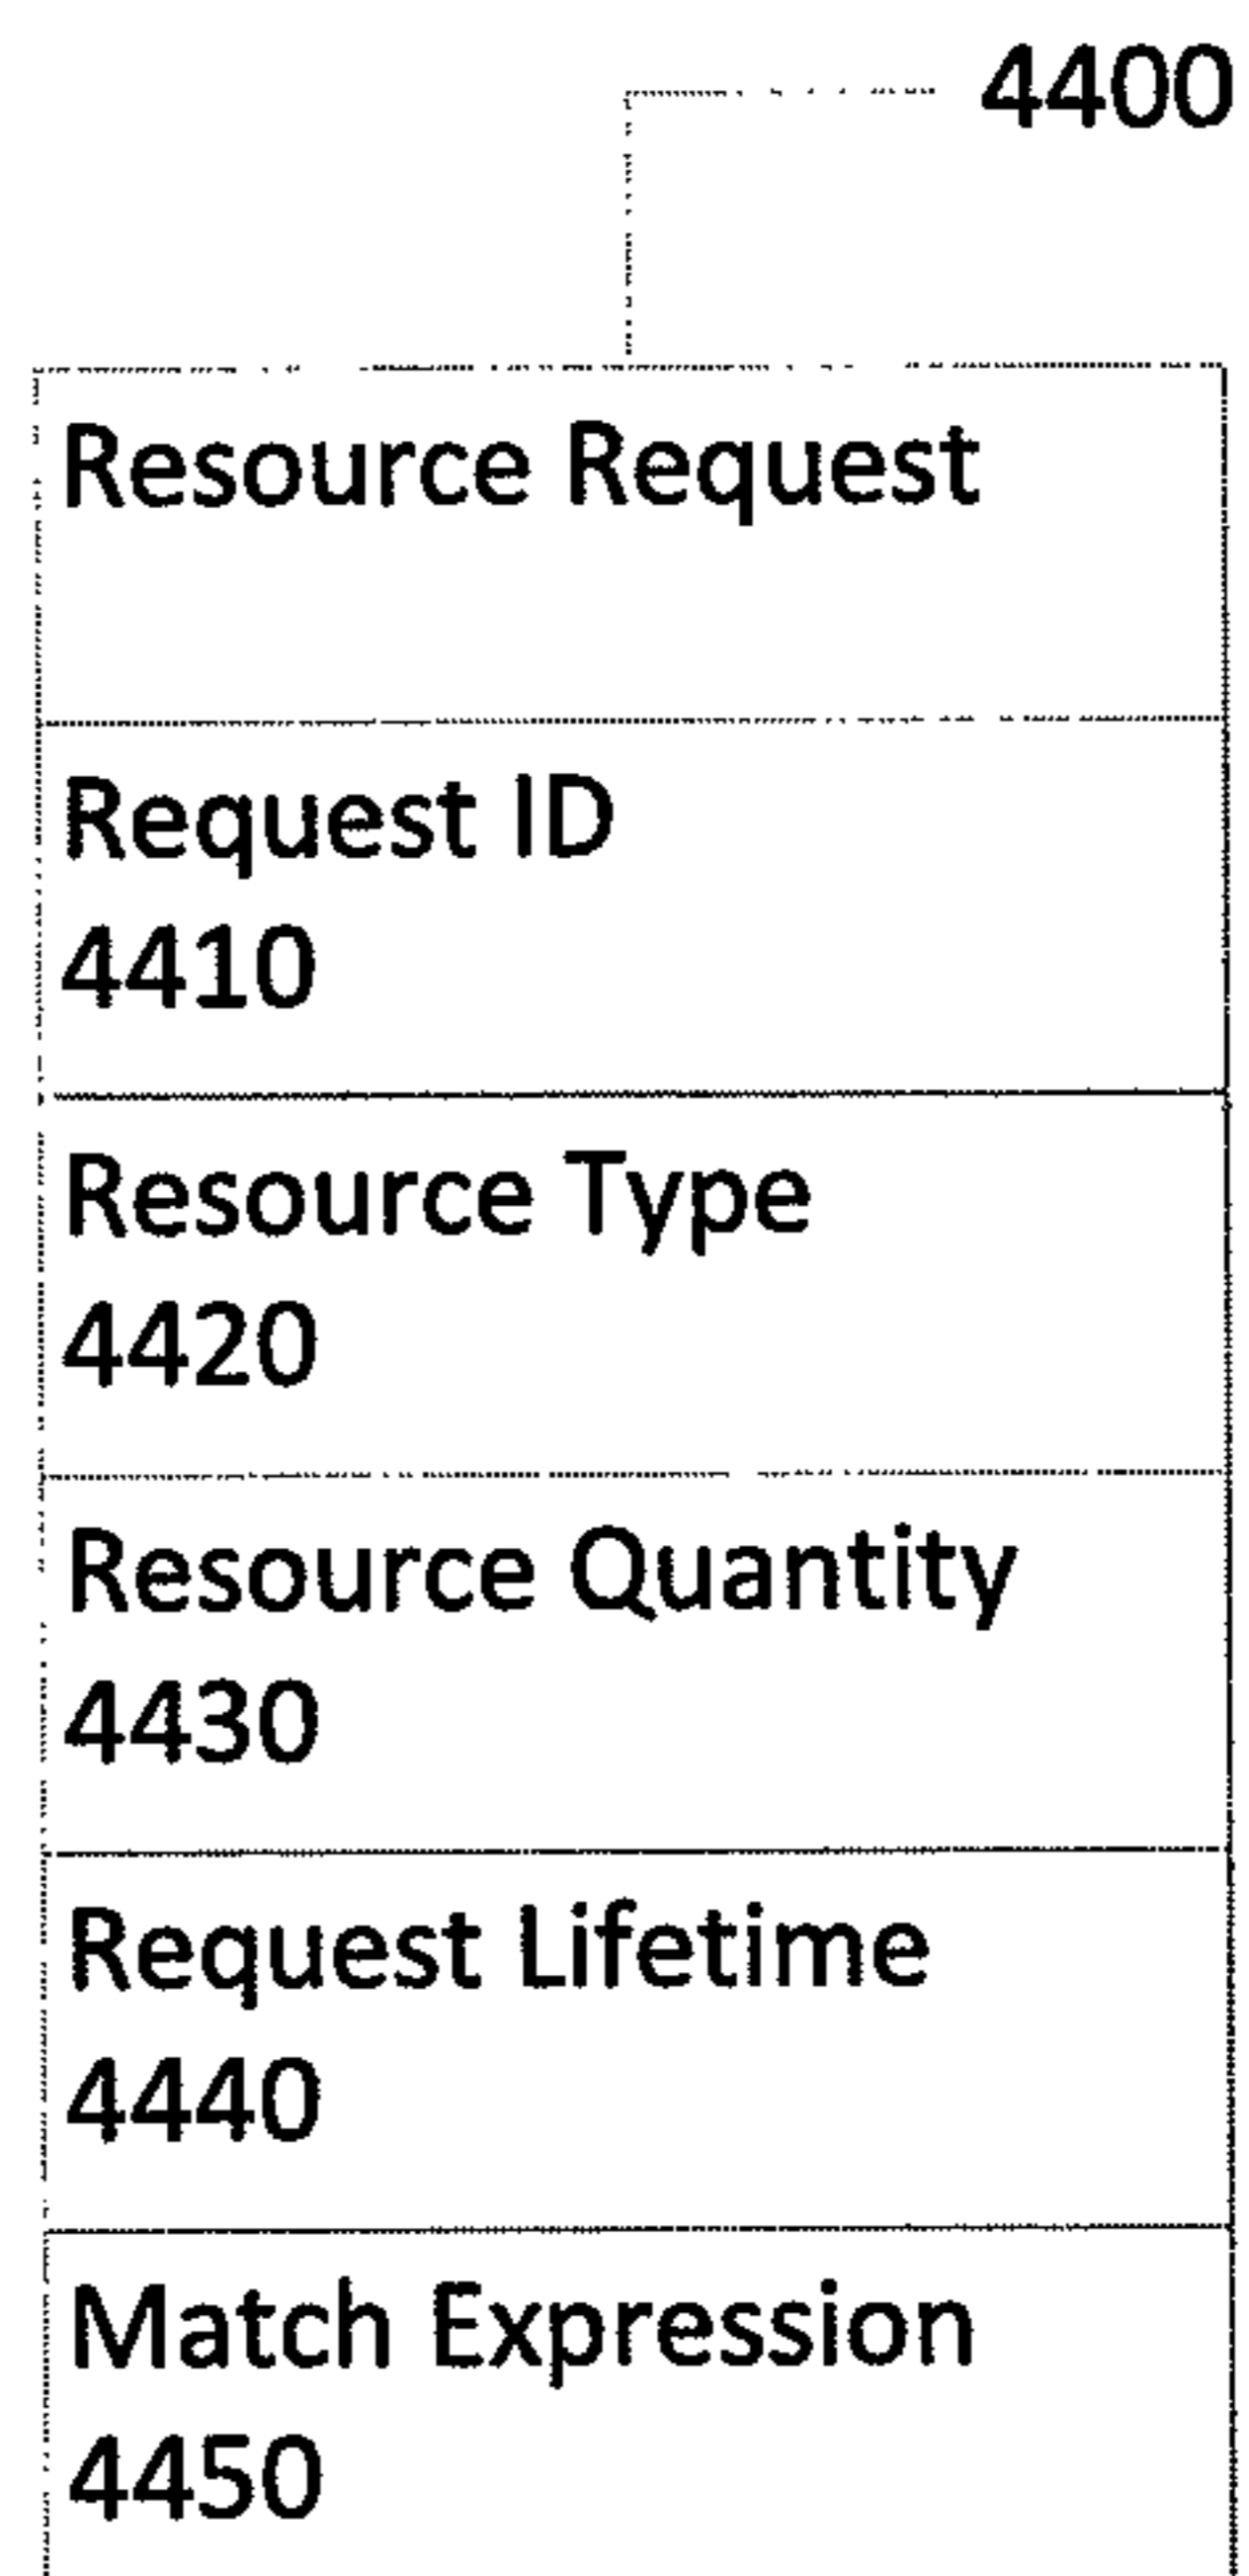 4400
Resource Request
Request ID
4410
Resource Type
4420
Resource Quantity
4430
Request Lifetime
4440
Match Expression
4450